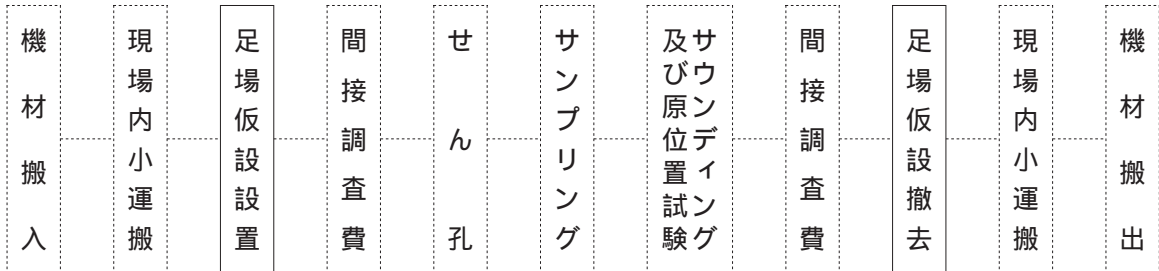 機材搬入
現場内小運搬
足場仮設設置
間接調査費
せん孔
サンプリング
サウンディング
及び原位置試験
間接調査費
足場仮設撤去
現場内小運搬
機材搬出